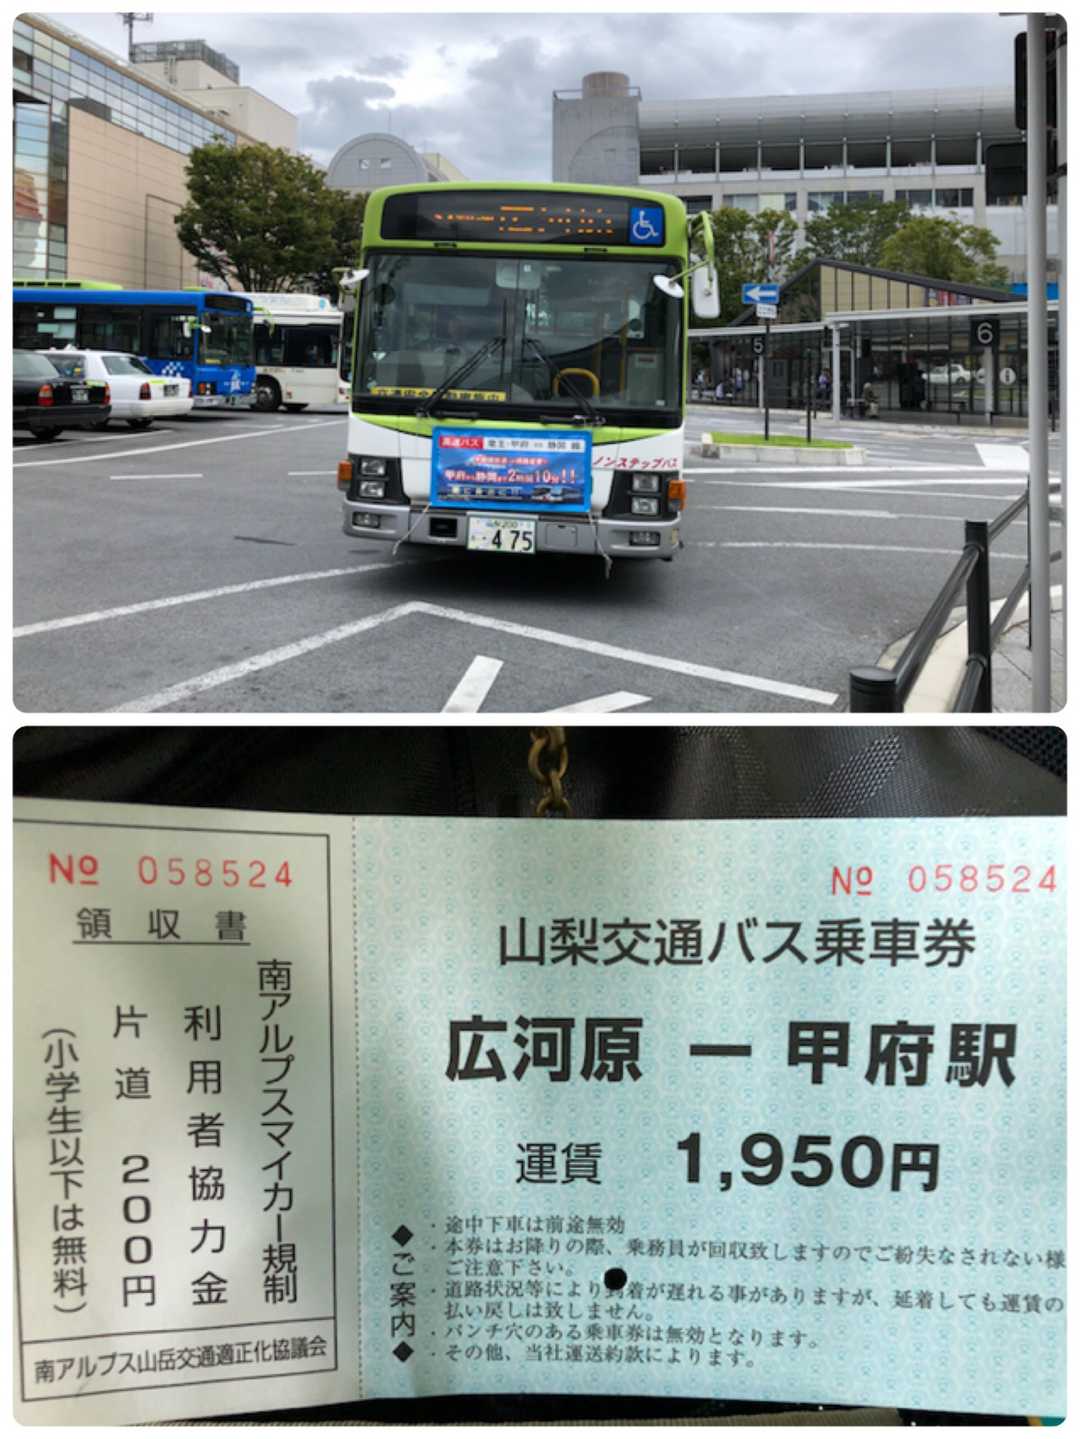 高速バス 竜王・甲府 ⇔ 静岡 線
甲府から静岡まで2時間10分!!
ノンステップバス
475
5
6
No 058524
領収書
南アルプスマイカー規制
利用者協力金
片道 200円
(小学生以下は無料)
南アルプス山岳交通適正化協議会
No 058524
山梨交通バス乗車券
広河原 ー 甲府駅
運賃 1,950円
◆ご案内◆
・途中下車は前途無効
・本券はお降りの際、乗務員が回収致しますのでご紛失なされない様
ご注意下さい。
・道路状況等により到着が遅れる事がありますが、延着しても運賃の
払い戻しは致しません。
・パンチ穴のある乗車券は無効となります。
・その他、当社運送約款によります。